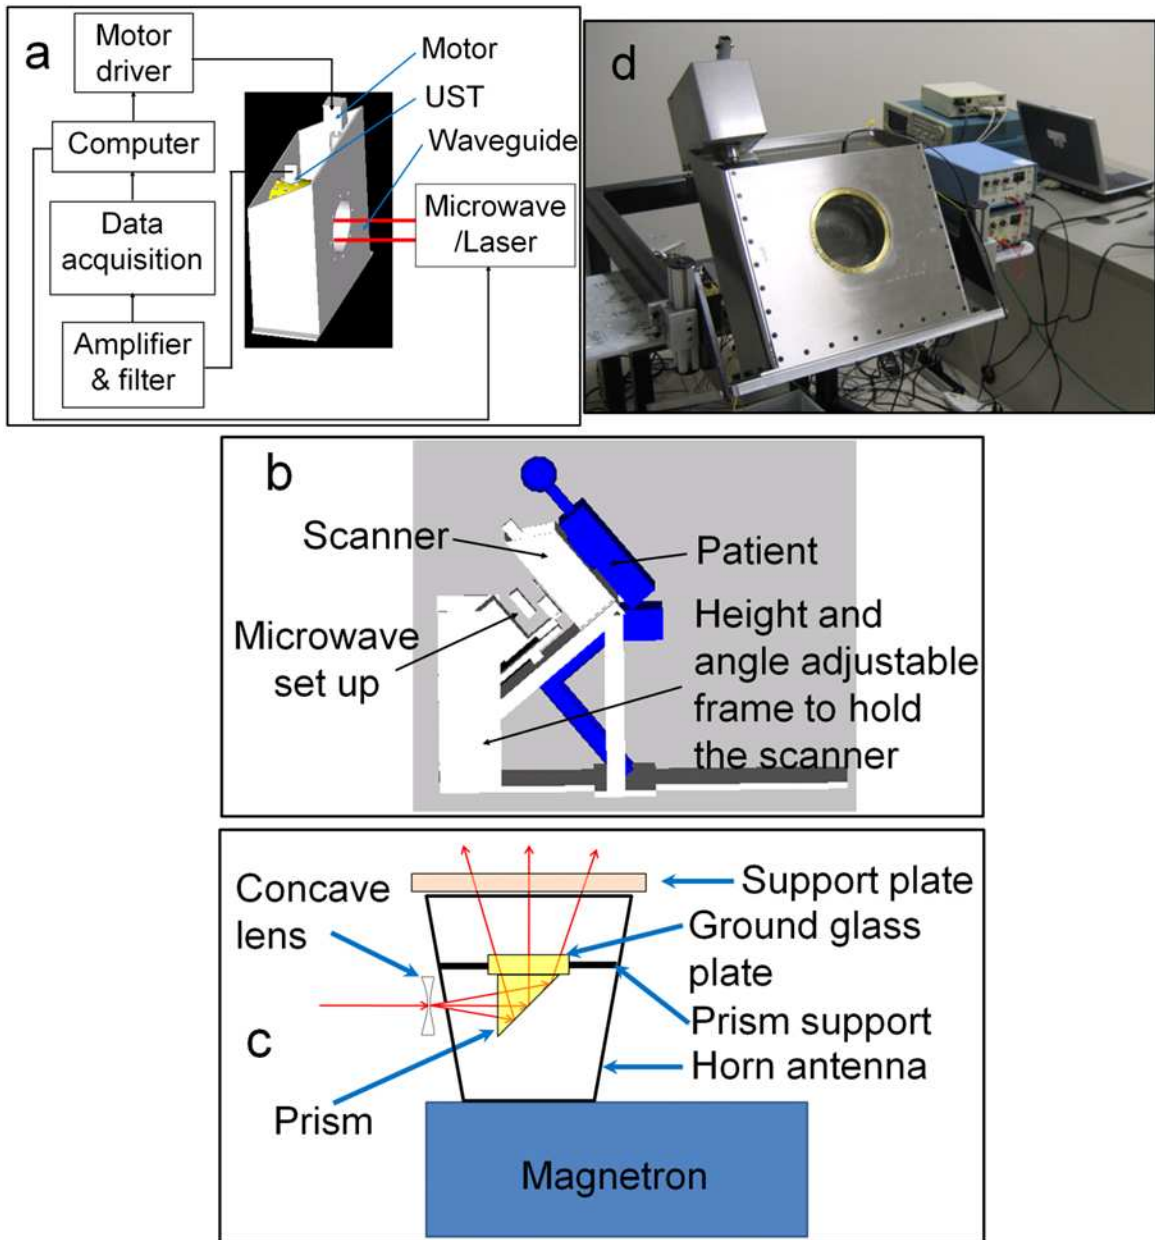 a
Motor
driver
Computer
Data
acquisition
Amplifier
& filter
Motor
UST
Waveguide
Microwave
/Laser
d
b
Scanner
Microwave
set up
Patient
Height and
angle adjustable
frame to hold
the scanner
c
Concave
lens
Prism
Support plate
Ground glass
plate
Prism support
Horn antenna
Magnetron